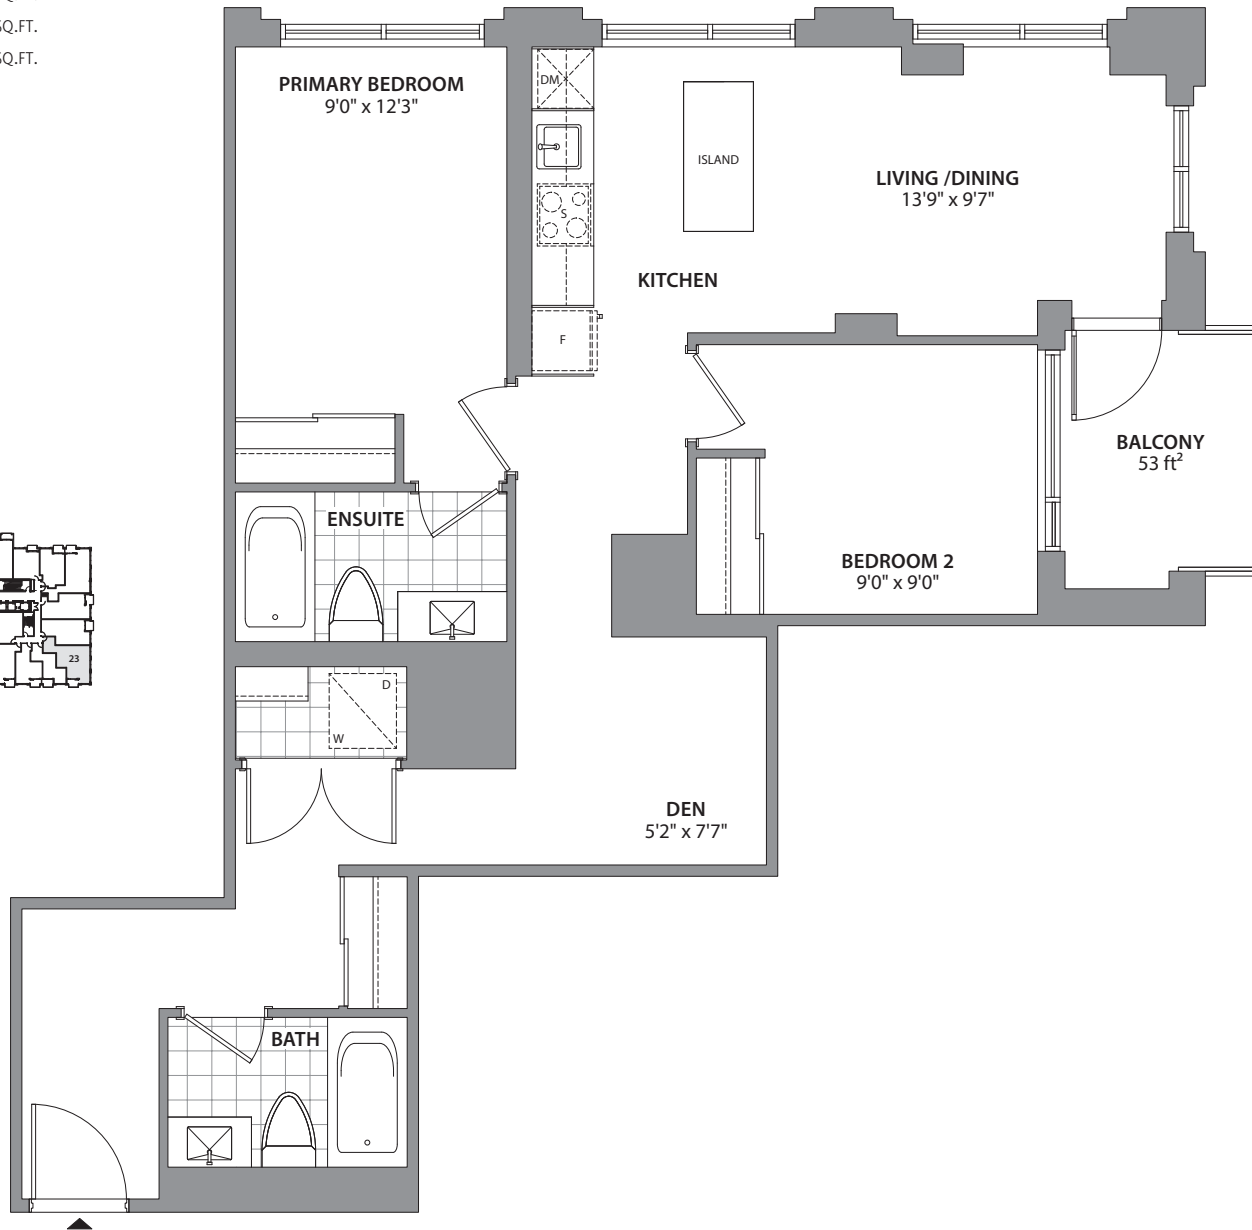 SQ.FT.
SQ.FT.
PRIMARY BEDROOM
9'0" x 12'3"
DM
ISLAND
LIVING /DINING
13'9" x 9'7"
S
KITCHEN
F
BALCONY
53 ft²
ENSUITE
BEDROOM 2
9'0" x 9'0"
23
D
W
DEN
5'2" x 7'7"
BATH